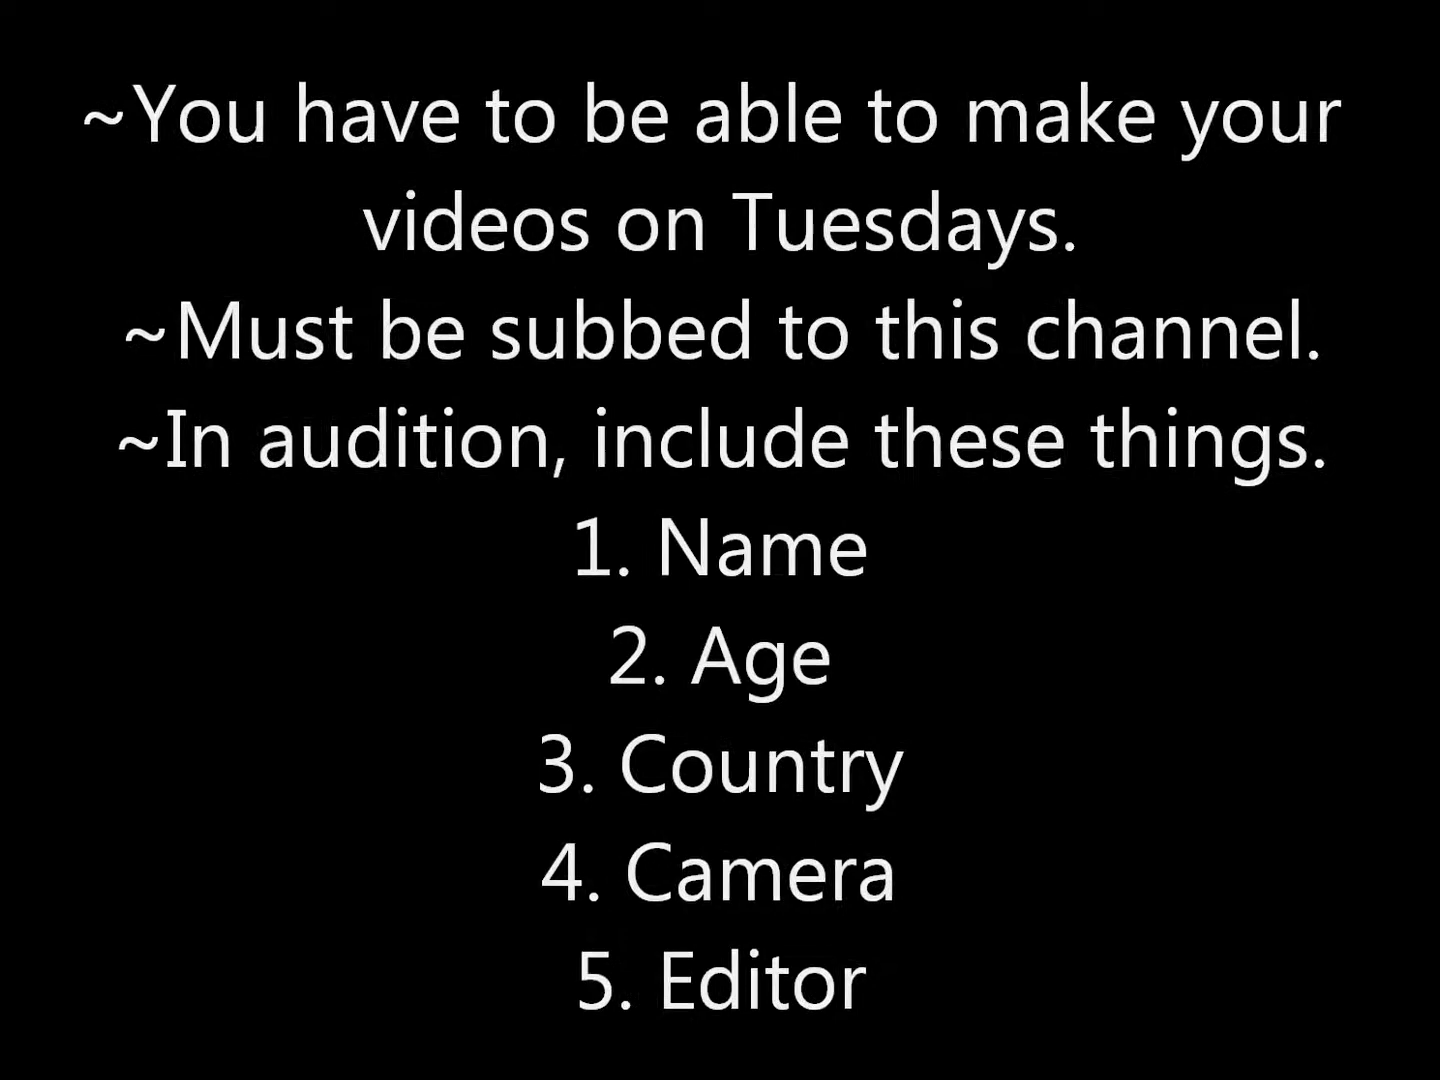 ~You have to be able to make your
videos on Tuesdays.
~Must be subbed to this channel.
~In audition, include these things.
1. Name
2. Age
3. Country
4. Camera
5. Editor